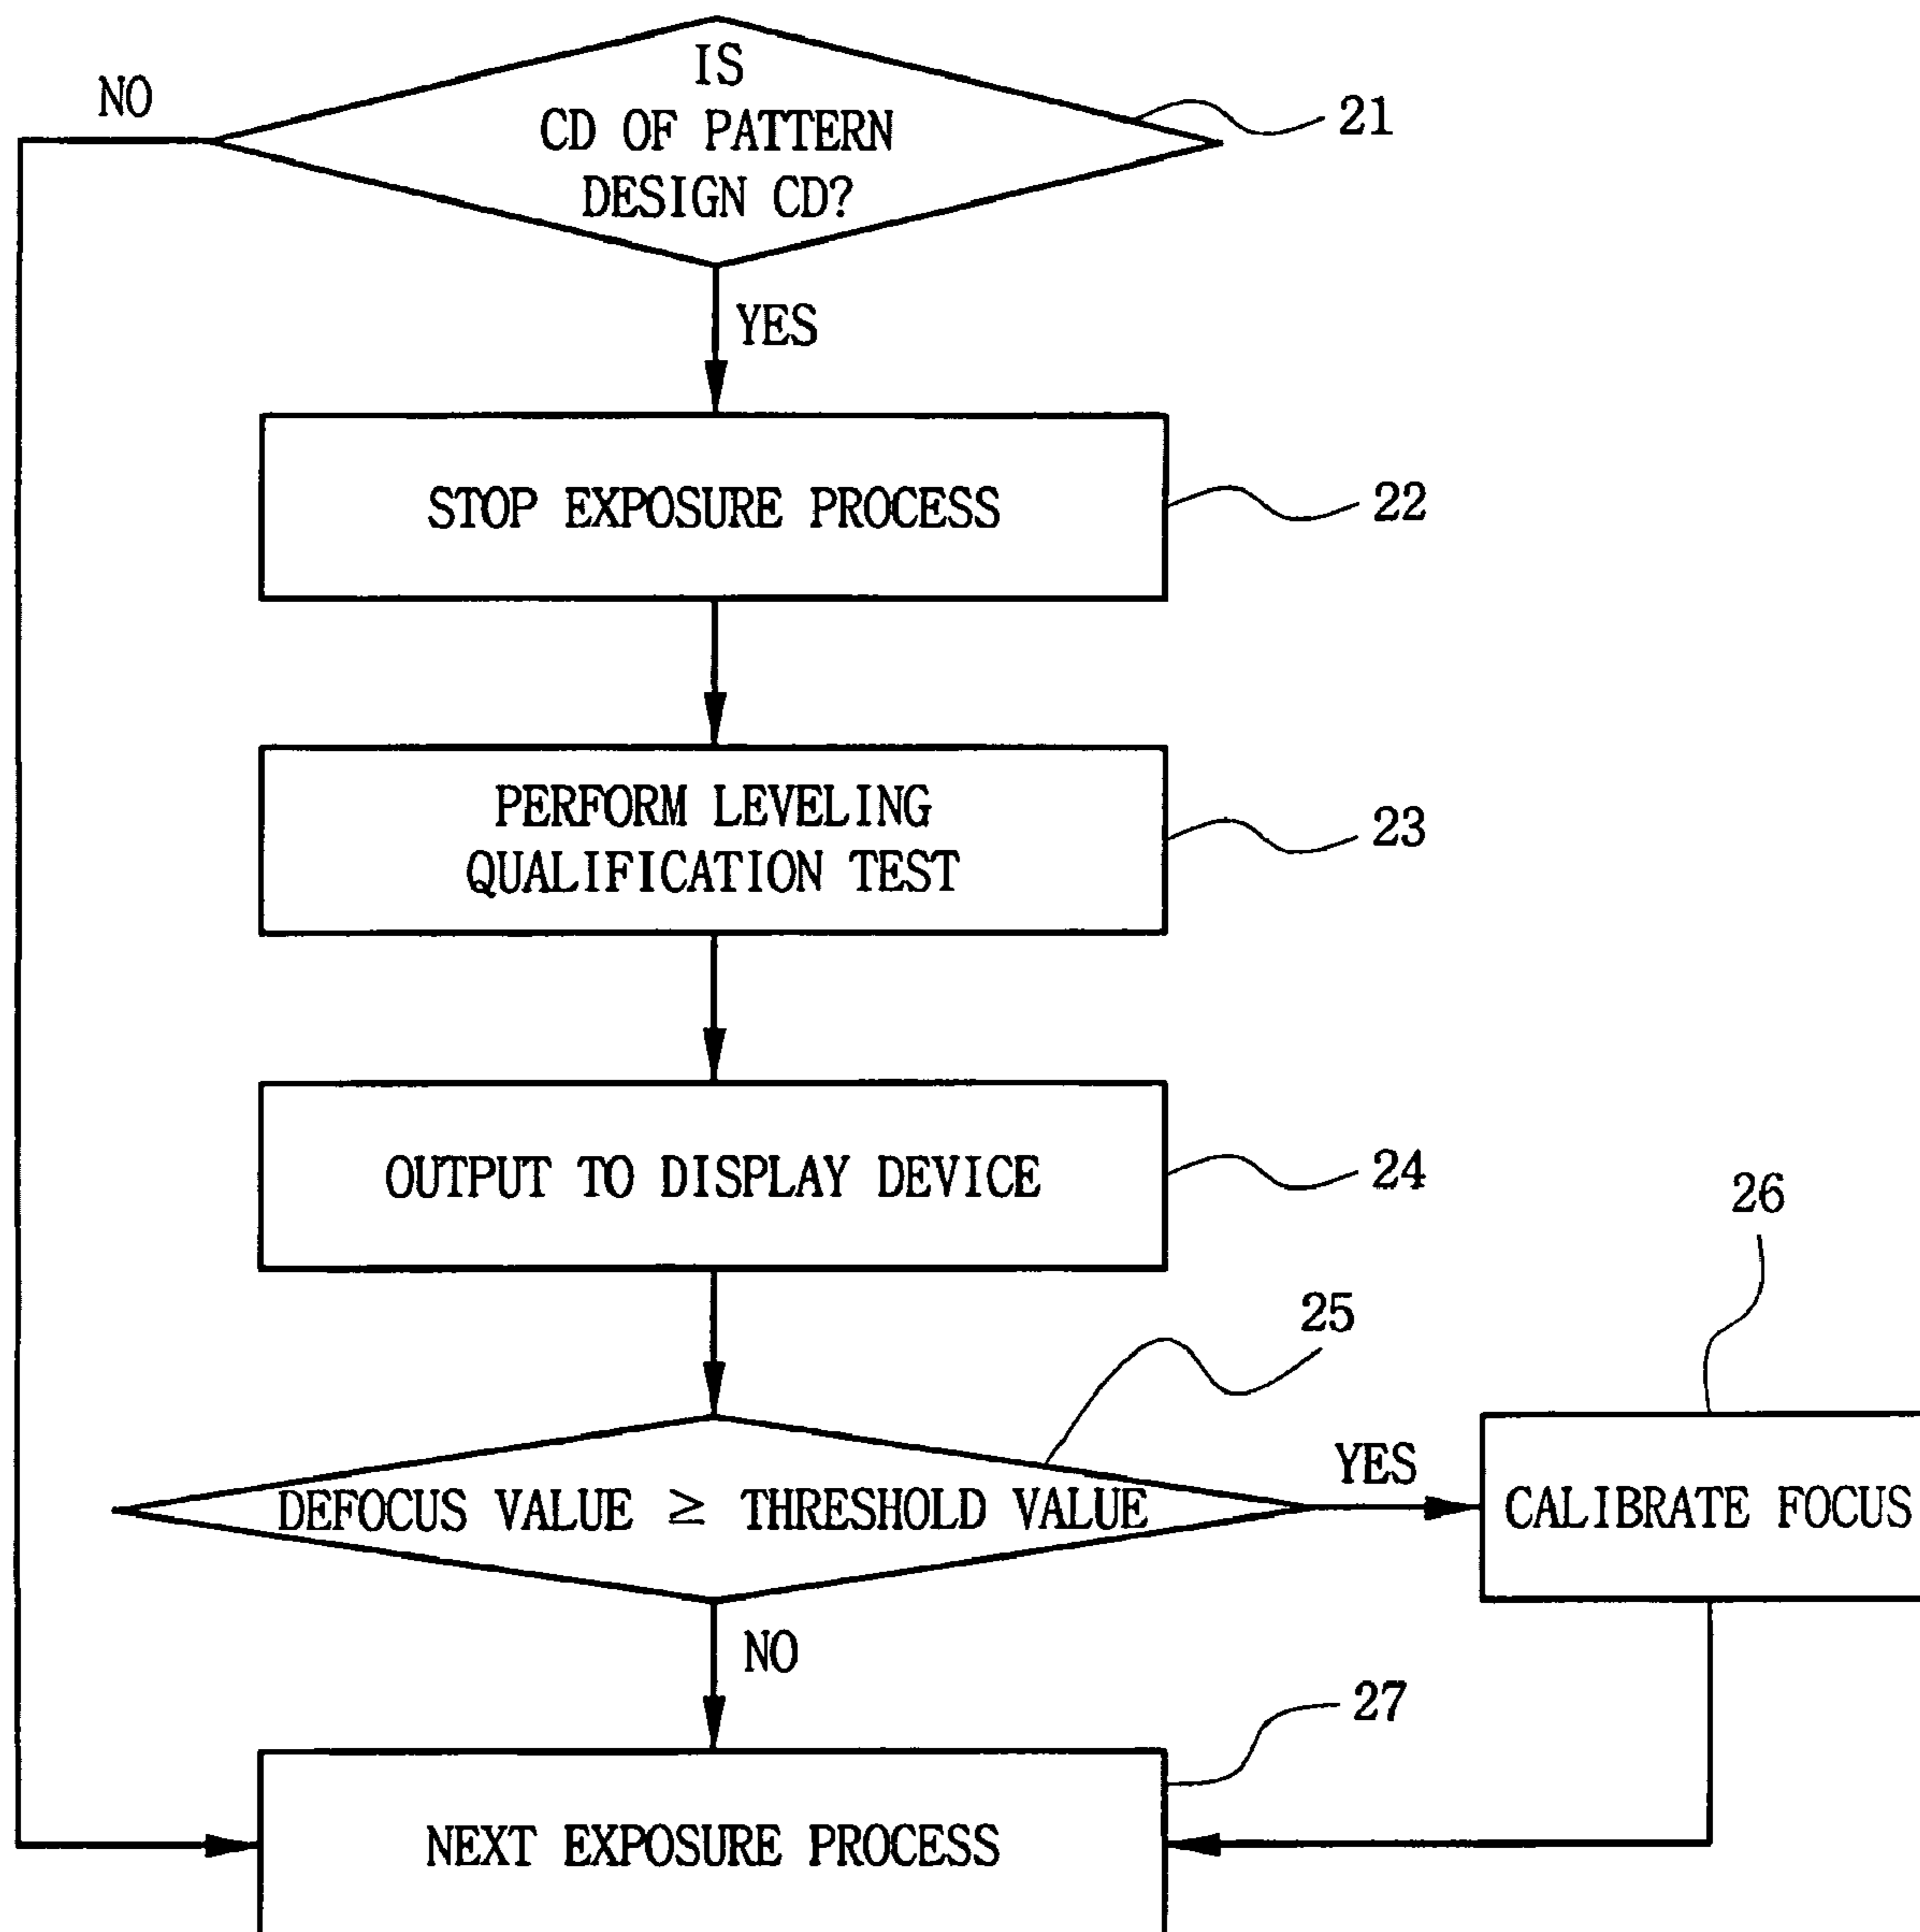 IS
CD OF PATTERN
DESIGN CD?
NO
21
YES
STOP EXPOSURE PROCESS
22
PERFORM LEVELING
QUALIFICATION TEST
23
OUTPUT TO DISPLAY DEVICE
24
25
26
DEFOCUS VALUE ≥ THRESHOLD VALUE
YES
CALIBRATE FOCUS
NO
27
NEXT EXPOSURE PROCESS